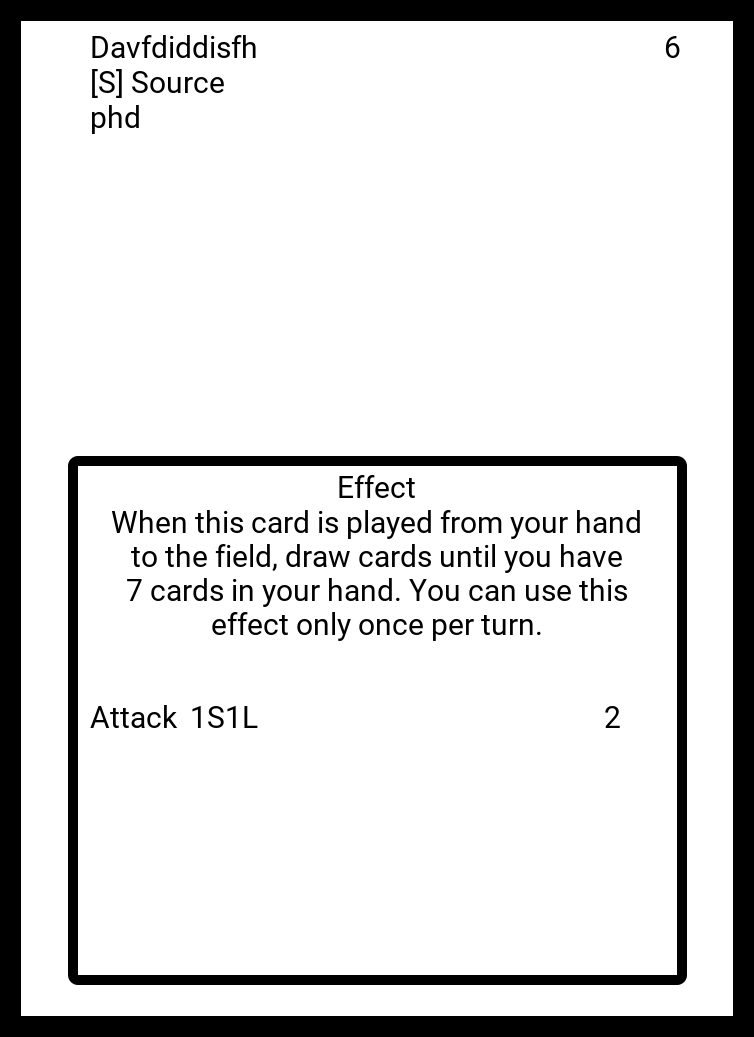 Davfdiddisfh 6
[S] Source
phd
Effect
When this card is played from your hand
to the field, draw cards until you have
7 cards in your hand. You can use this
effect only once per turn.
Attack 1S1L 2